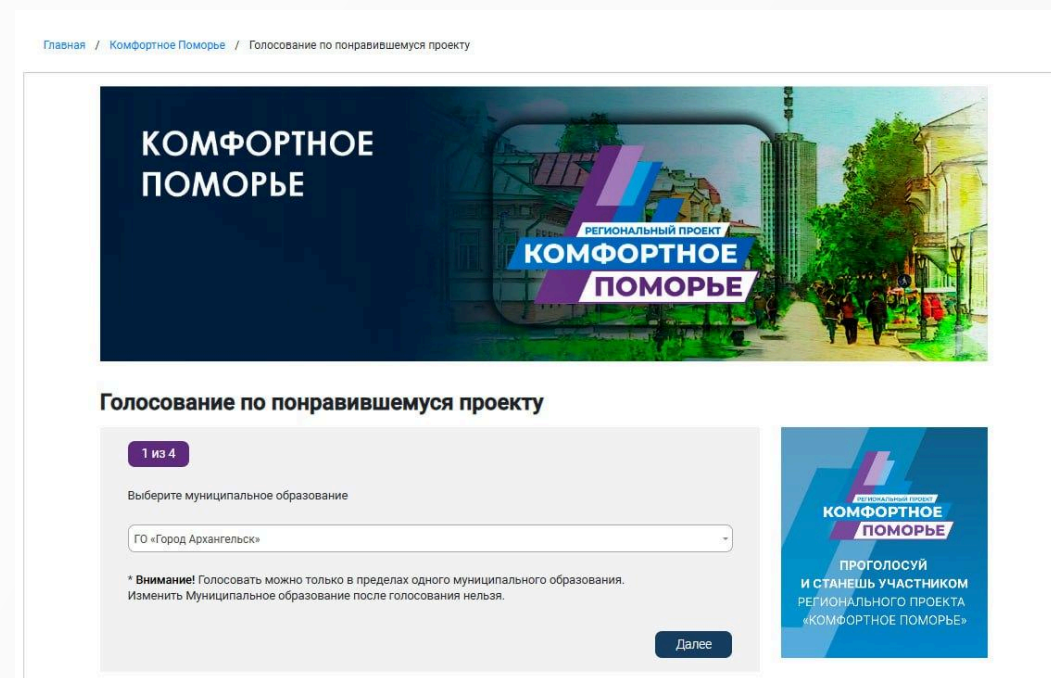 Главная / Комфортное Поморье / Голосование по понравившемуся проекту
КОМФОРТНОЕ
ПОМОРЬЕ
РЕГИОНАЛЬНЫЙ ПРОЕКТ
КОМФОРТНОЕ
ПОМОРЬЕ
Голосование по понравившемуся проекту
1 из 4
Выберите муниципальное образование
ГО «Город Архангельск»
* Внимание! Голосовать можно только в пределах одного муниципального образования.
Изменить Муниципальное образование после голосования нельзя.
Далее
РЕГИОНАЛЬНЫЙ ПРОЕКТ
КОМФОРТНОЕ
ПОМОРЬЕ
ПРОГОЛОСУЙ
И СТАНЕШЬ УЧАСТНИКОМ
РЕГИОНАЛЬНОГО ПРОЕКТА
«КОМФОРТНОЕ ПОМОРЬЕ»